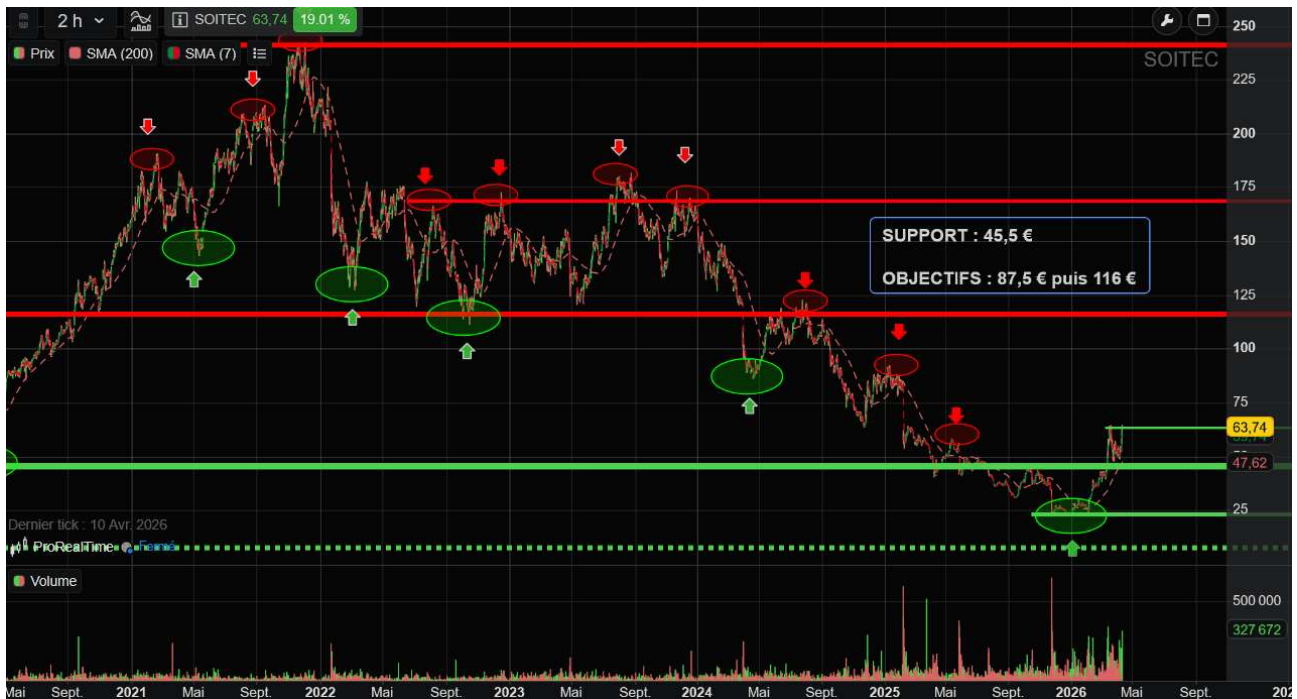 2 h
SOITEC 63,74 19.01 %
Prix SMA (200) SMA (7)
SOITEC
250
225
200
175
150
125
100
75
63,74
47,62
25
SUPPORT : 45,5 €
OBJECTIFS : 87,5 € puis 116 €
Dernier tick : 10 Avr. 2026
ProRealTime Fermé
Volume
500 000
327 672
Mai Sept. 2021 Mai Sept. 2022 Mai Sept. 2023 Mai Sept. 2024 Mai Sept. 2025 Mai Sept. 2026 Mai Sept.